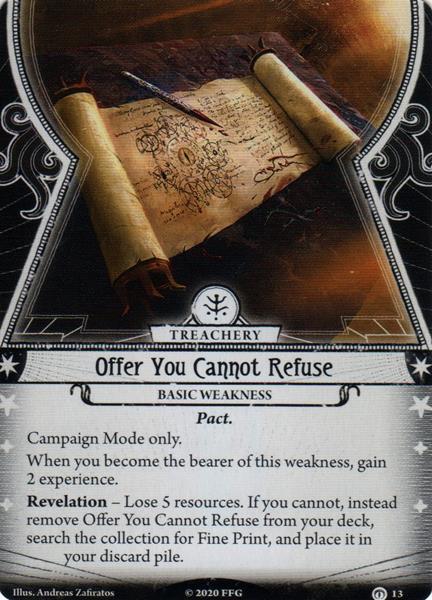 TREACHERY
Offer You Cannot Refuse
BASIC WEAKNESS
Pact.
Campaign Mode only.
When you become the bearer of this weakness, gain
2 experience.
Revelation – Lose 5 resources. If you cannot, instead
remove Offer You Cannot Refuse from your deck,
search the collection for Fine Print, and place it in
your discard pile.
Illus. Andreas Zafiratos © 2020 FFG 13